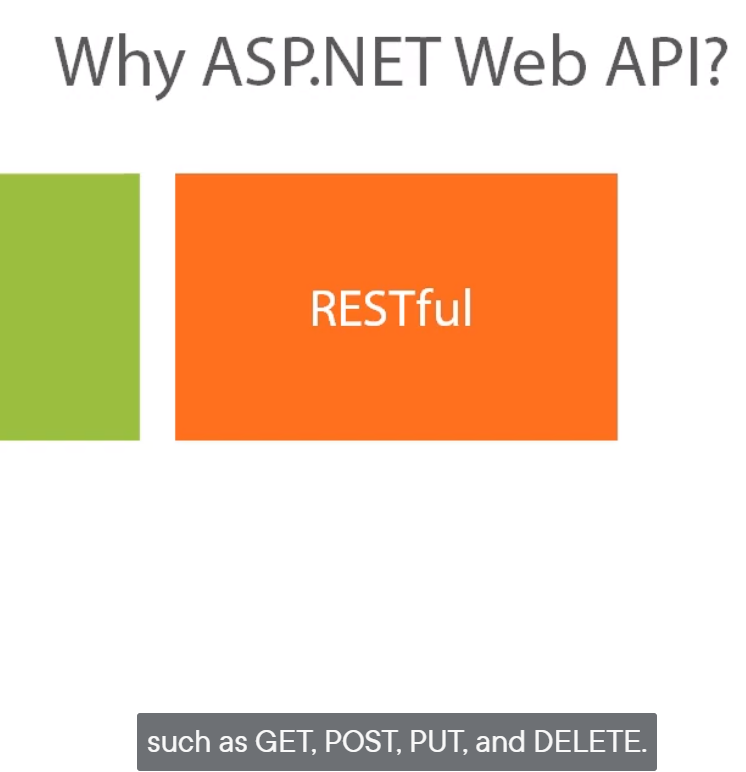 Why ASP.NET Web API?
RESTful
such as GET, POST, PUT, and DELETE.